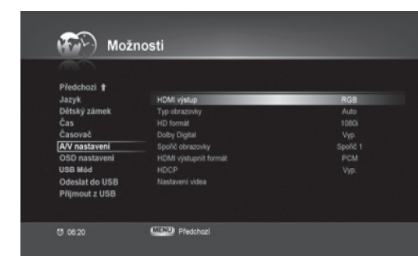 Možnosti
Předchozí ⬆
Jazyk
Dětský zámek
Čas
Časovač
A/V nastavení
OSD nastavení
USB Mód
Odeslat do USB
Přijmout z USB
HDMI výstup RGB
Typ obrazovky Auto
HD formát 1080i
Dolby Digital Vyp.
Spořič obrazovky Spořič 1
HDMI výstupnít formát PCM
HDCP Vyp.
Nastavení videa
06:20 MENU Předchozí